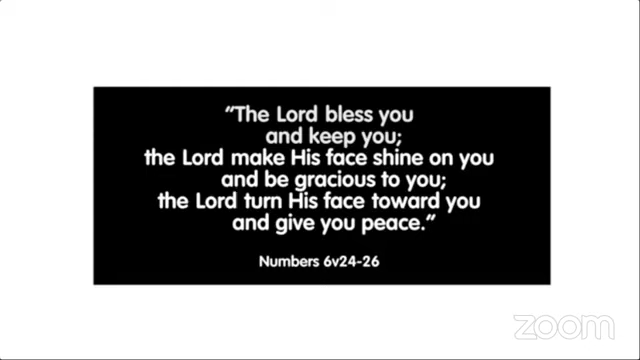 “The Lord bless you
and keep you;
the Lord make His face shine on you
and be gracious to you;
the Lord turn His face toward you
and give you peace.”
Numbers 6v24-26
zoom